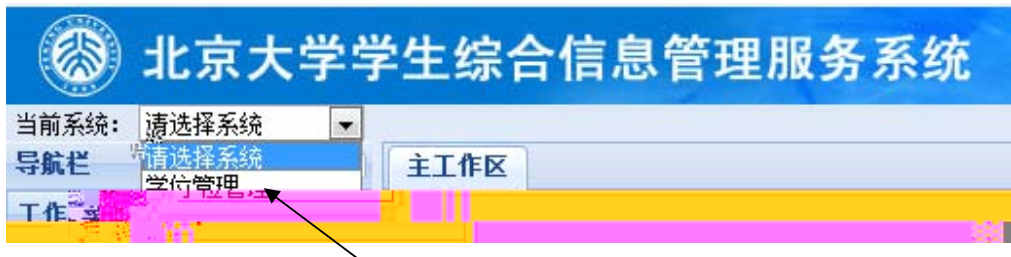 北京大学学生综合信息管理服务系统
当前系统： 请选择系统
导航栏 请选择系统 主工作区
学位管理
工作